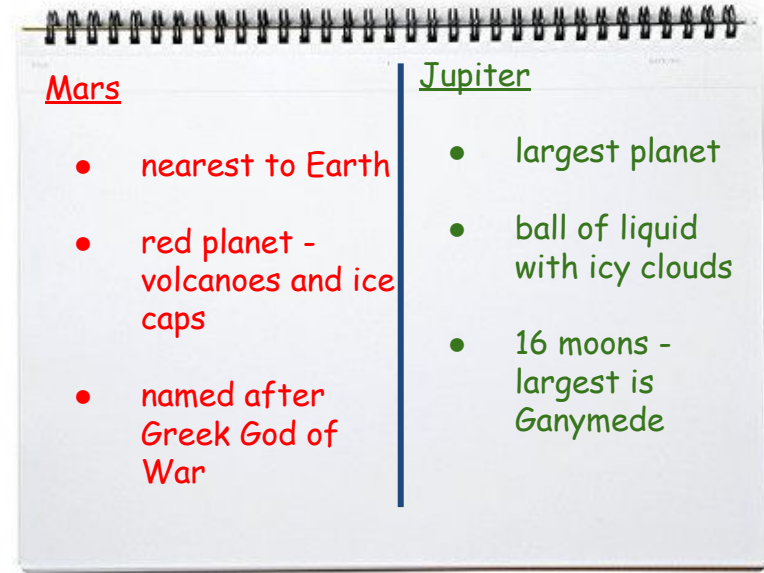 Mars
● nearest to Earth
● red planet -
volcanoes and ice
caps
● named after
Greek God of
War
Jupiter
● largest planet
● ball of liquid
with icy clouds
● 16 moons -
largest is
Ganymede